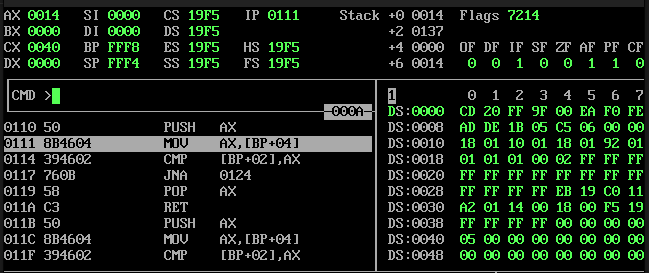 AX 0014 SI 0000 CS 19F5 IP 0111 Stack +0 0014 Flags 7214
BX 0000 DI 0000 DS 19F5 +2 0137
CX 0040 BP FFF8 ES 19F5 HS 19F5 +4 0000 OF DF IF SF ZF AF PF CF
DX 0000 SP FFF4 SS 19F5 FS 19F5 +6 0014 0 0 1 0 0 1 1 0
CMD >
000A
1 0 1 2 3 4 5 6 7
DS:0000 CD 20 FF 9F 00 EA F0 FE
0110 50 PUSH AX
DS:0008 AD DE 1B 05 C5 06 00 00
0111 8B4604 MOV AX,[BP+04]
DS:0010 18 01 10 01 18 01 92 01
0114 394602 CMP [BP+02],AX
DS:0018 01 01 01 00 02 FF FF FF
0117 760B JNA 0124
DS:0020 FF FF FF FF FF FF FF FF
0119 58 POP AX
DS:0028 FF FF FF FF EB 19 C0 11
011A C3 RET
DS:0030 A2 01 14 00 18 00 F5 19
011B 50 PUSH AX
DS:0038 FF FF FF FF 00 00 00 00
011C 8B4604 MOV AX,[BP+04]
DS:0040 05 00 00 00 00 00 00 00
011F 394602 CMP [BP+02],AX
DS:0048 00 00 00 00 00 00 00 00